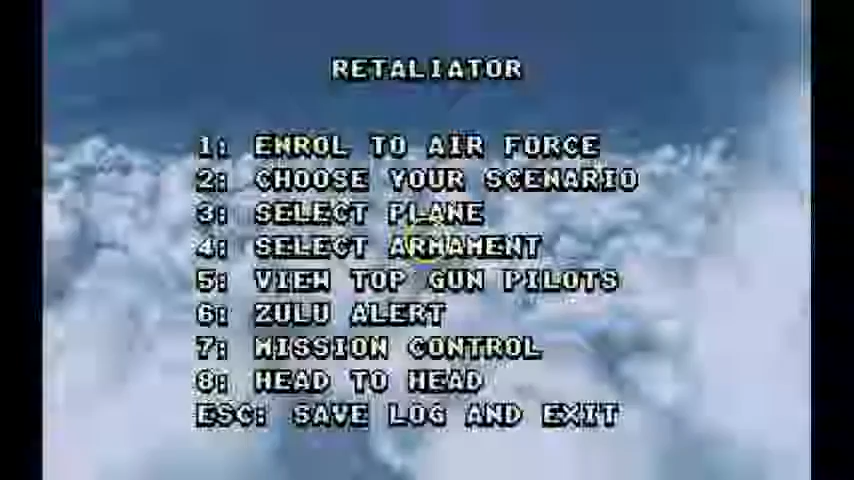 RETALIATOR
1: ENROL TO AIR FORCE
2: CHOOSE YOUR SCENARIO
3: SELECT PLANE
4: SELECT ARMAMENT
5: VIEW TOP GUN PILOTS
6: ZULU ALERT
7: MISSION CONTROL
8: HEAD TO HEAD
ESC: SAVE LOG AND EXIT